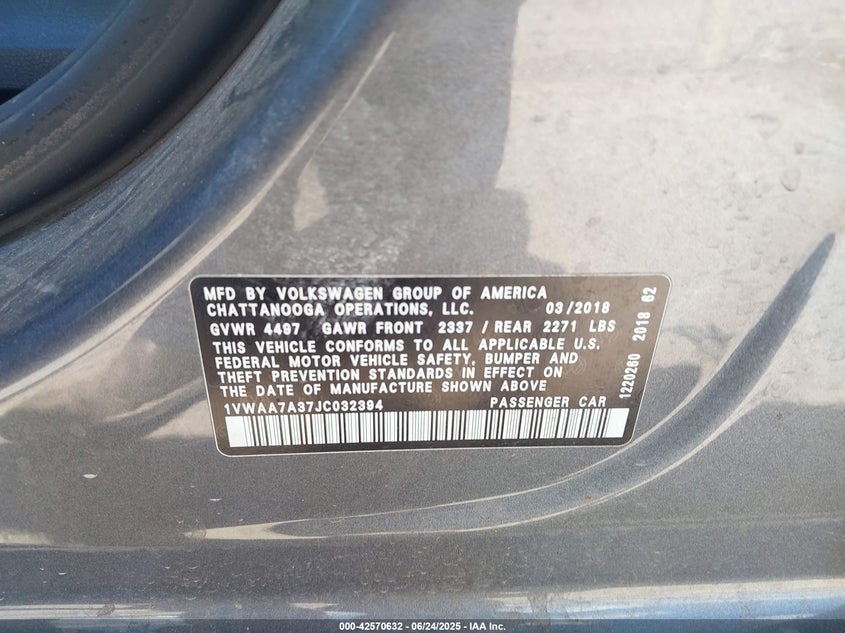 MFD BY VOLKSWAGEN GROUP OF AMERICA
CHATTANOOGA OPERATIONS, LLC. 03/2018
GVWR 4497 GAWR FRONT 2337 / REAR 2271 LBS
THIS VEHICLE CONFORMS TO ALL APPLICABLE U.S.
FEDERAL MOTOR VEHICLE SAFETY, BUMPER AND
THEFT PREVENTION STANDARDS IN EFFECT ON
THE DATE OF MANUFACTURE SHOWN ABOVE
1VWAA7A37JC032394 PASSENGER CAR
1220260 2018 62
000-42570632 - 06/24/2025 - IAA Inc.